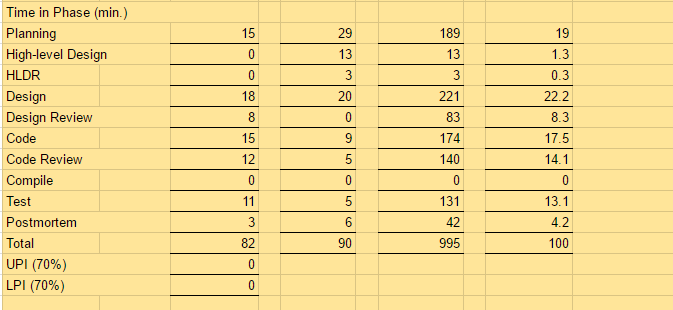 Time in Phase (min.)
Planning 15 29 189 19
High-level Design 0 13 13 1.3
HLDR 0 3 3 0.3
Design 18 20 221 22.2
Design Review 8 0 83 8.3
Code 15 9 174 17.5
Code Review 12 5 140 14.1
Compile 0 0 0 0
Test 11 5 131 13.1
Postmortem 3 6 42 4.2
Total 82 90 995 100
UPI (70%) 0
LPI (70%) 0